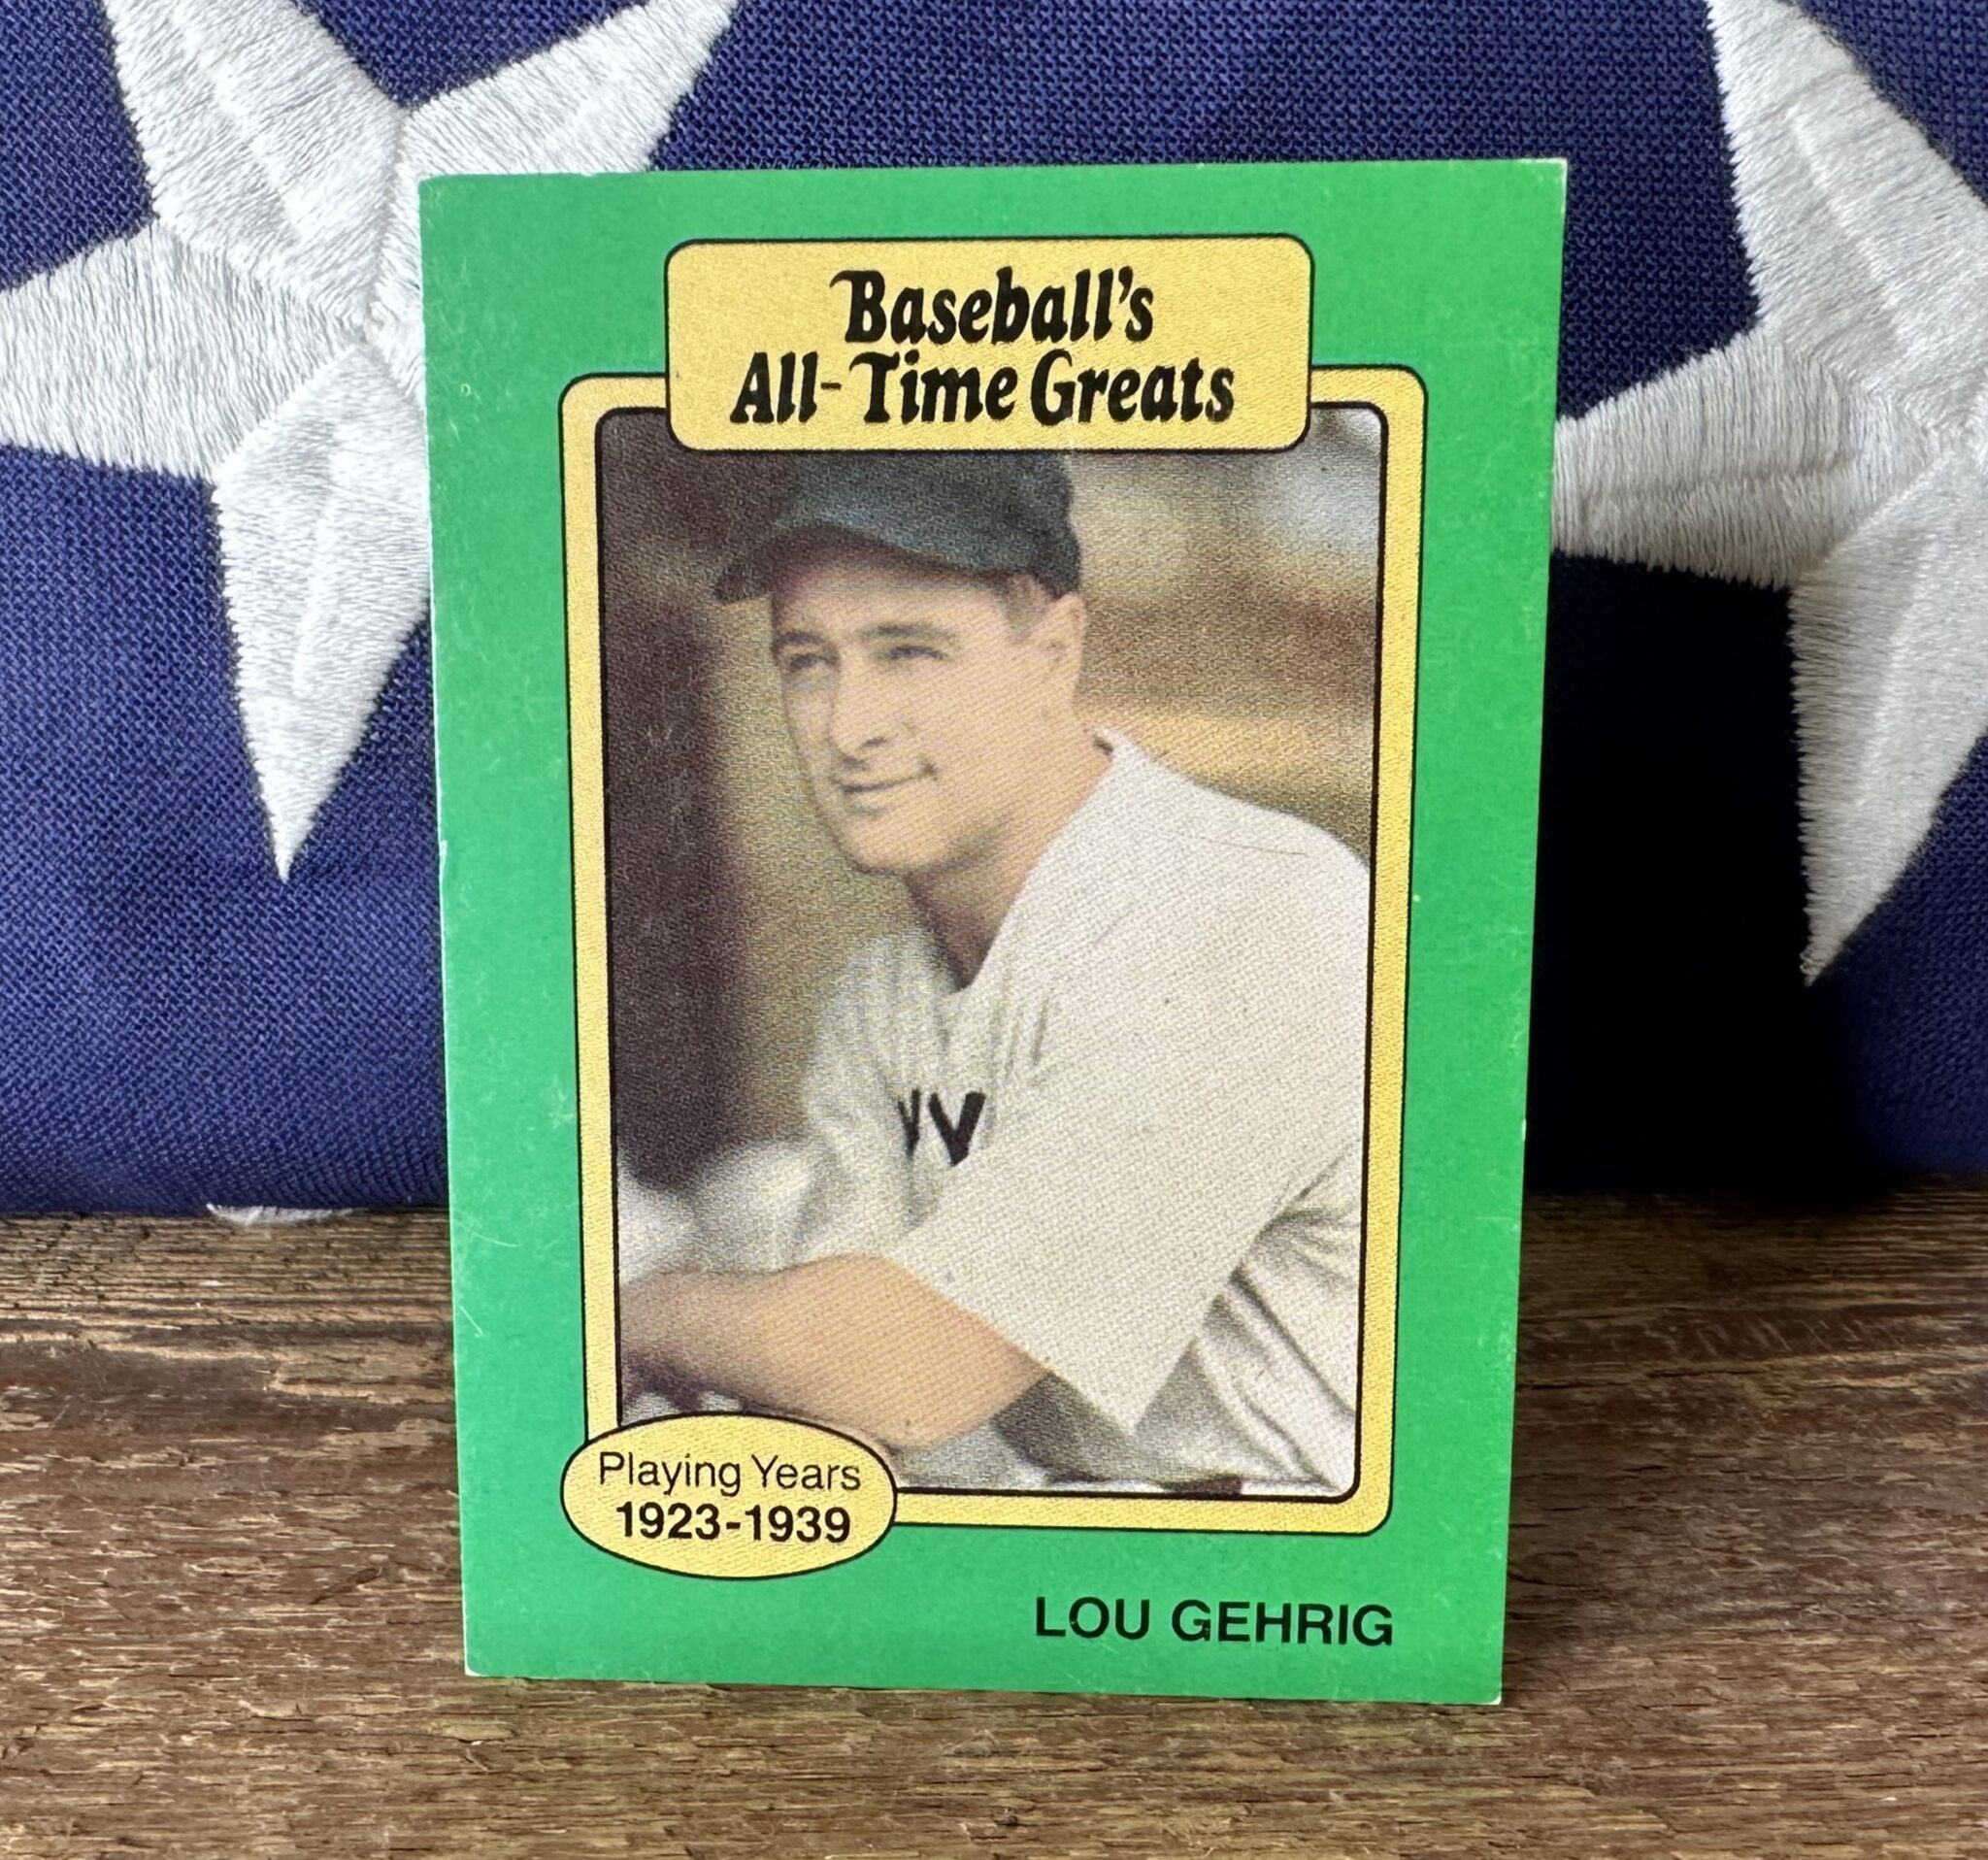 Baseball's
All-Time Greats
Playing Years
1923-1939
LOU GEHRIG